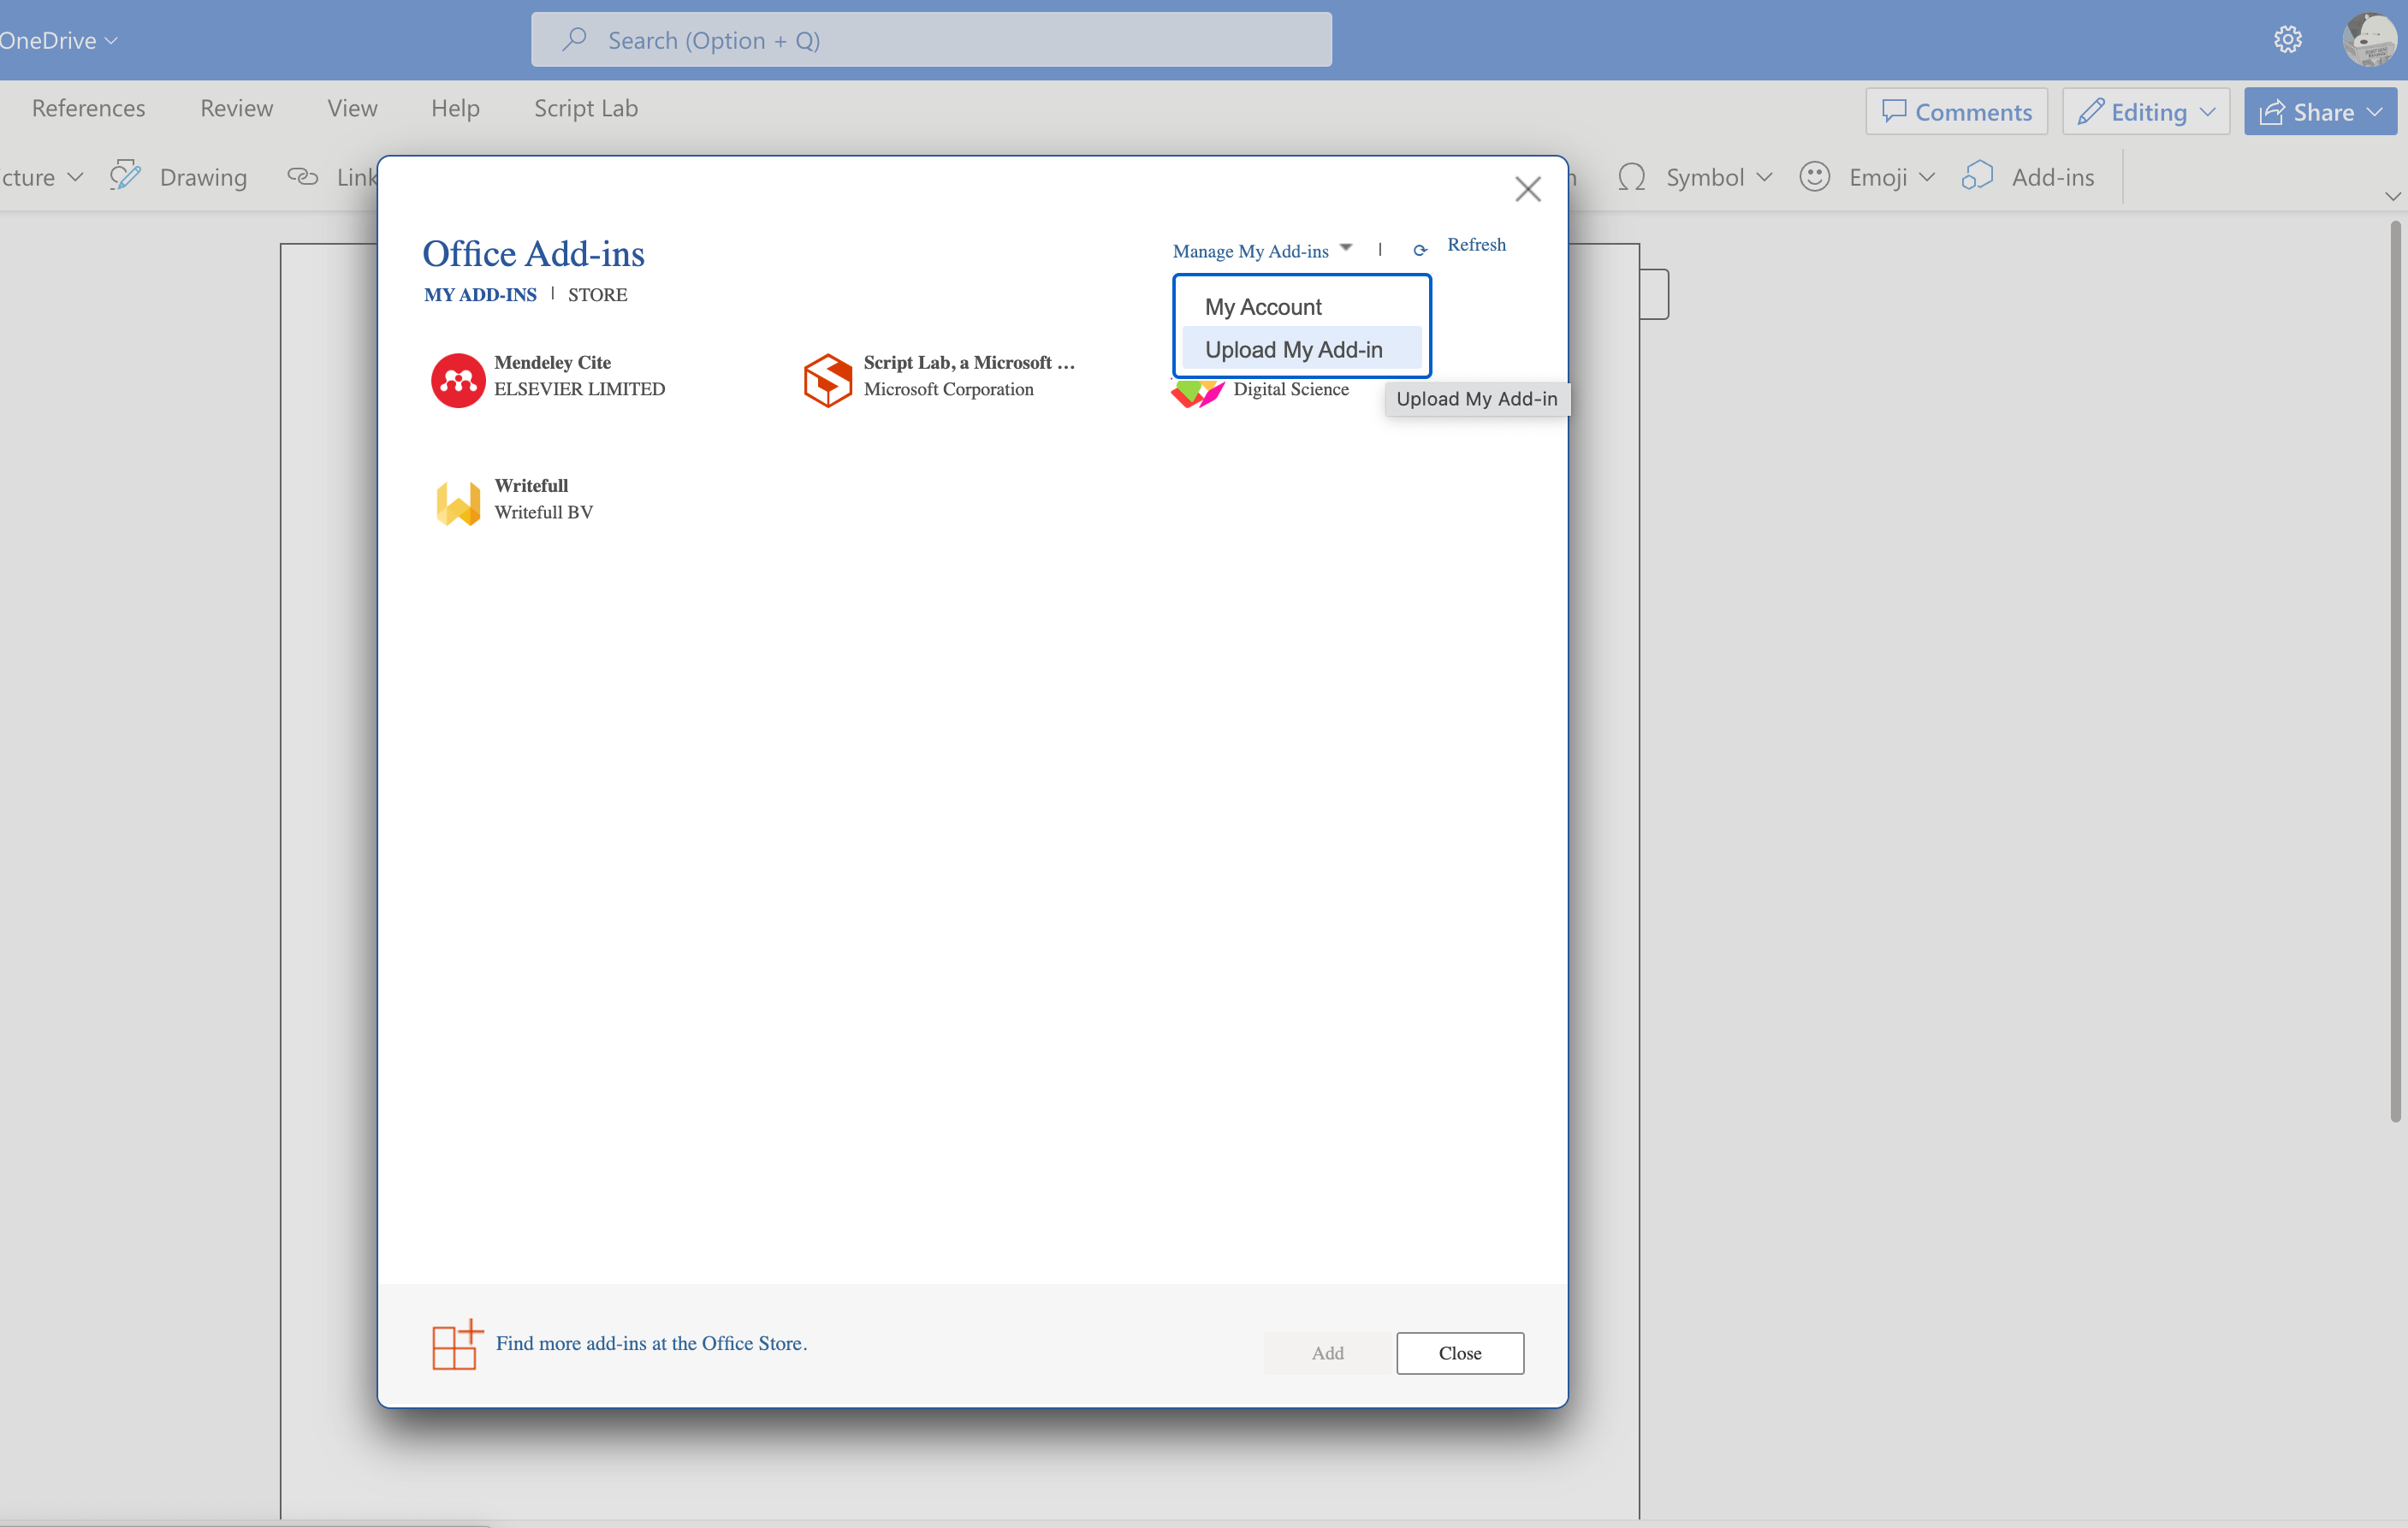 OneDrive
Search (Option + Q)
References Review View Help Script Lab
Comments Editing Share
cture Drawing Link Symbol Emoji Add-ins
Office Add-ins
Manage My Add-ins | Refresh
MY ADD-INS | STORE
My Account
Upload My Add-in
Mendeley Cite
ELSEVIER LIMITED
Script Lab, a Microsoft ...
Microsoft Corporation
Digital Science
Upload My Add-in
Writefull
Writefull BV
Find more add-ins at the Office Store.
Add Close